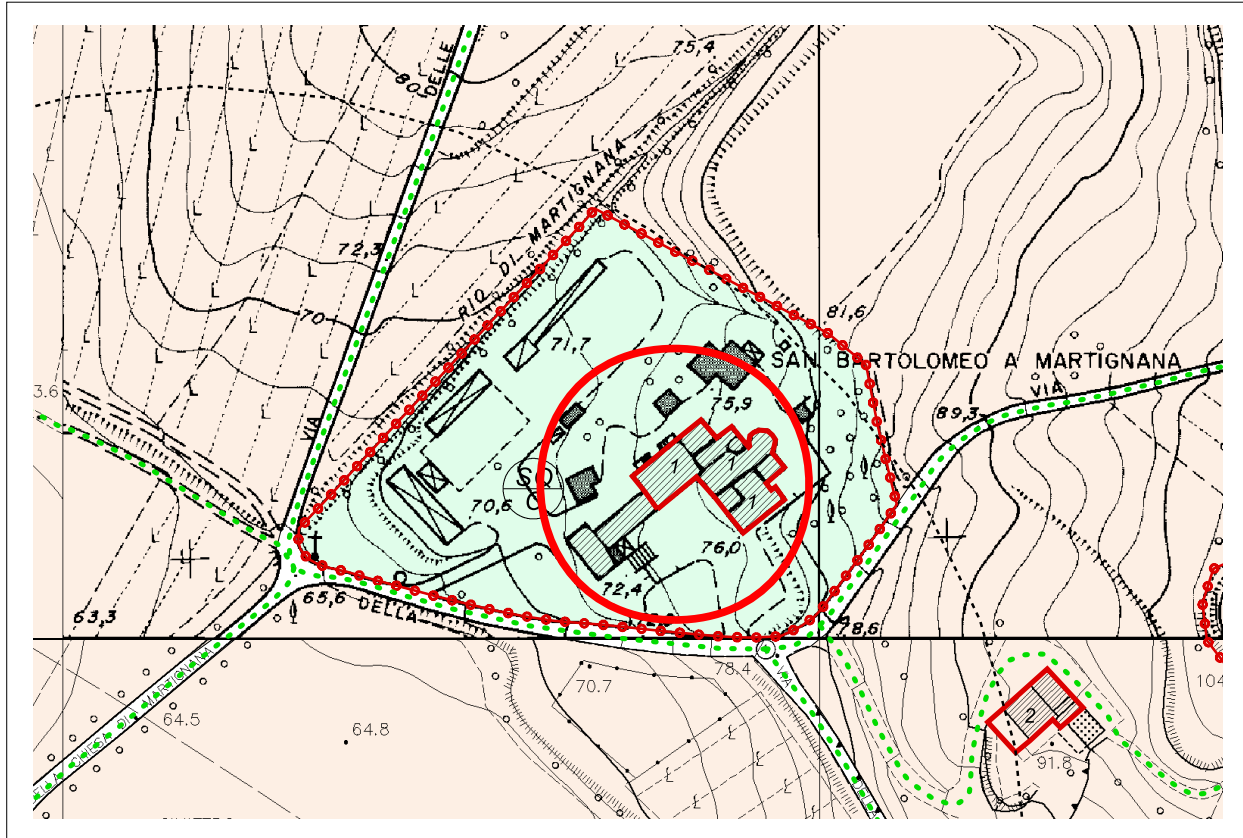 75,4
80
DELLE
RIO DI MARTIGNANA
72,3
70
3.6
71,7
81,6
SAN BARTOLOMEO A MARTIGNANA
VIA
89,3
75,9
VIA
1
1
1
SQ
C
70,6
76,0
72,4
65,6
DELLA
63,3
78,6
78.4
VIA
70.7
104
64.5
64.8
2
91.8